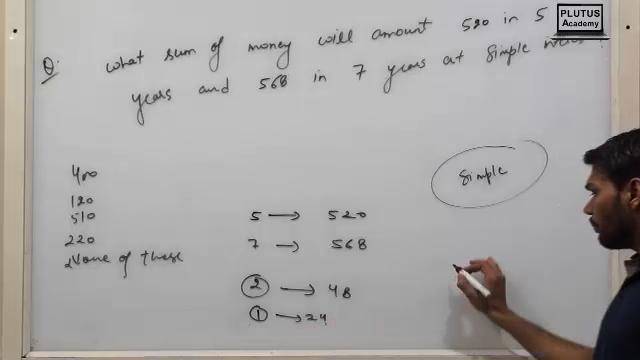 PLUTUS
Academy
Q: What sum of money will amount 520 in 5
years and 568 in 7 years at Simple
400
120
510
220
None of these
5 → 520
7 → 568
2 → 48
1 → 24
Simple